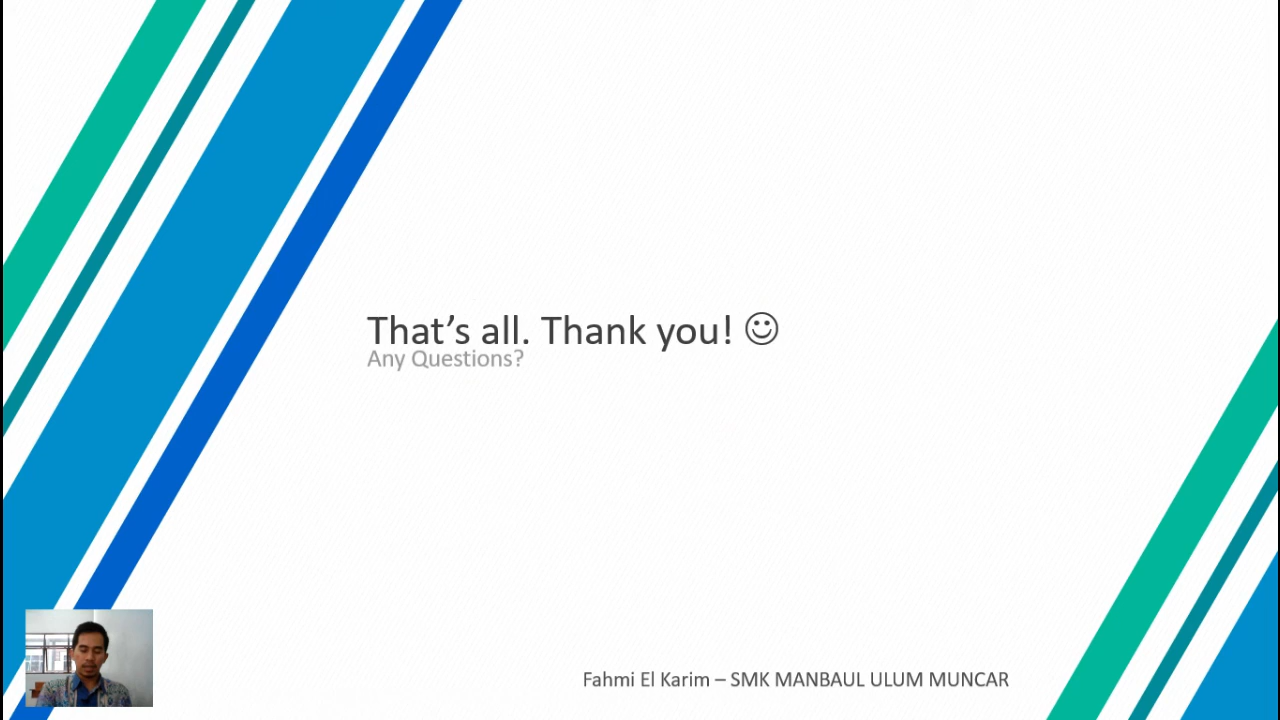 That’s all. Thank you! ☺
Any Questions?
Fahmi El Karim – SMK MANBAUL ULUM MUNCAR